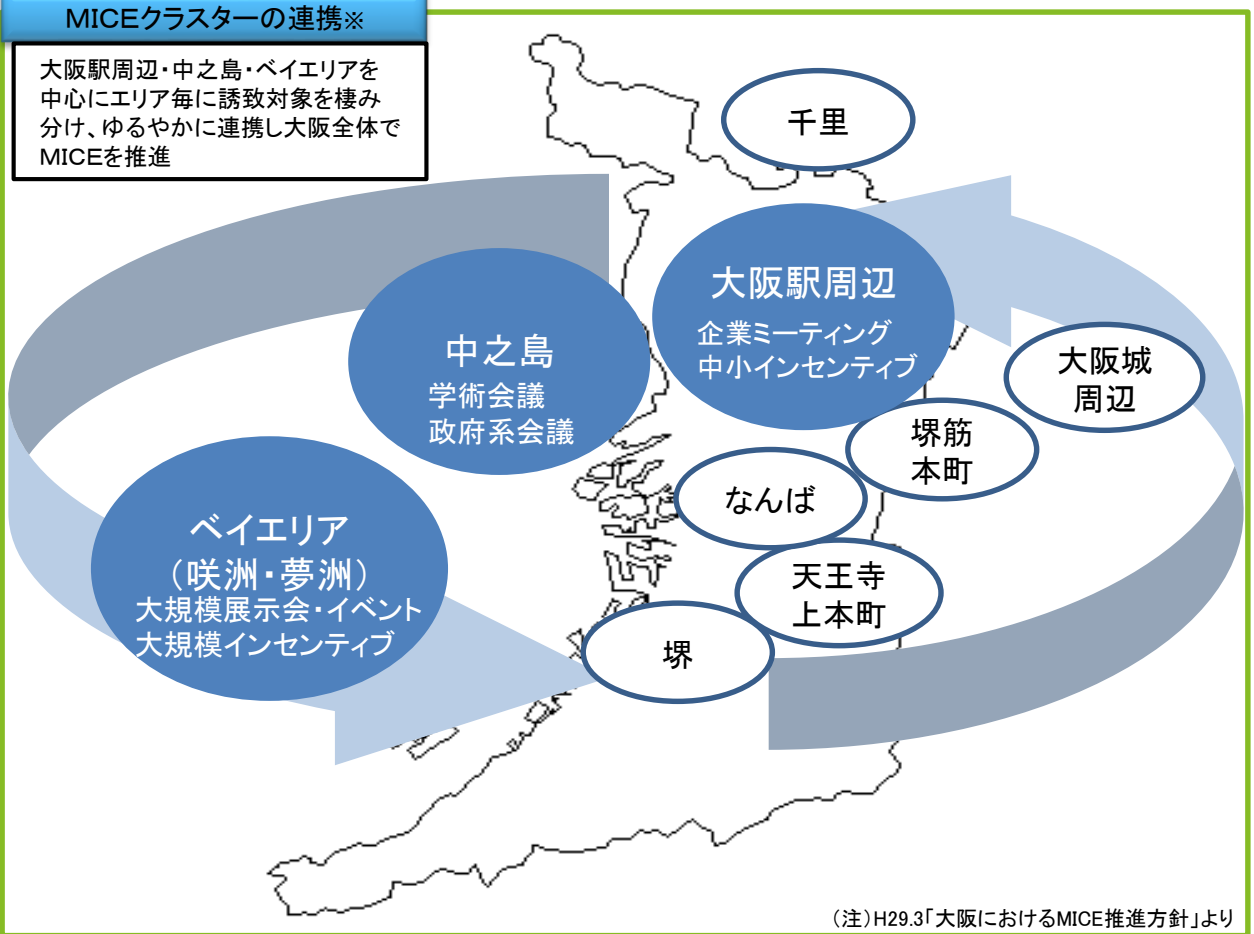 MICEクラスターの連携※
大阪駅周辺・中之島・ベイエリアを
中心にエリア毎に誘致対象を棲み
分け、ゆるやかに連携し大阪全体で
MICEを推進
千里
大阪駅周辺
企業ミーティング
中小インセンティブ
中之島
学術会議
政府系会議
大阪城
周辺
堺筋
本町
なんば
ベイエリア
（咲洲・夢洲）
大規模展示会・イベント
大規模インセンティブ
天王寺
上本町
堺
（注）H29.3「大阪におけるMICE推進方針」より